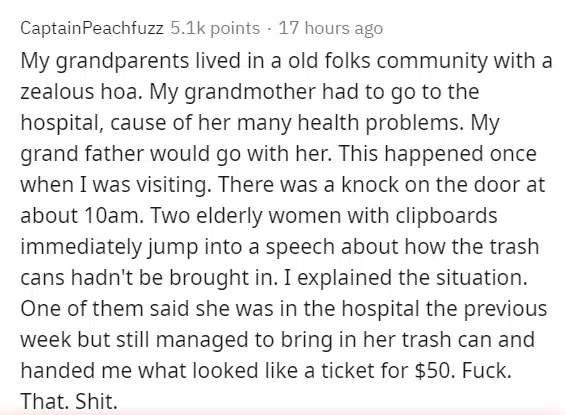 CaptainPeachfuzz 5.1k points · 17 hours ago
My grandparents lived in a old folks community with a
zealous hoa. My grandmother had to go to the
hospital, cause of her many health problems. My
grand father would go with her. This happened once
when I was visiting. There was a knock on the door at
about 10am. Two elderly women with clipboards
immediately jump into a speech about how the trash
cans hadn't be brought in. I explained the situation.
One of them said she was in the hospital the previous
week but still managed to bring in her trash can and
handed me what looked like a ticket for $50. Fuck.
That. Shit.